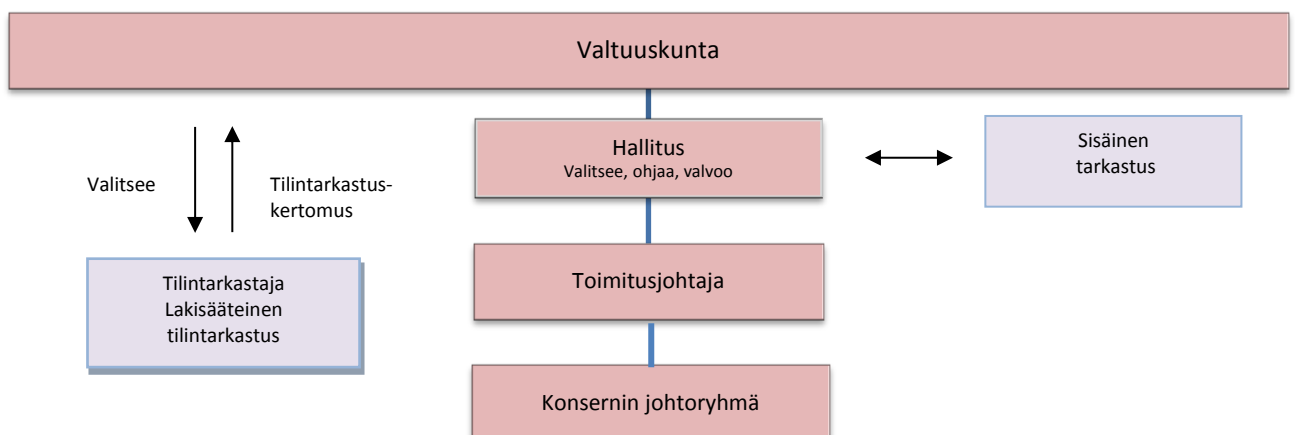 Valtuuskunta
Hallitus
Valitsee, ohjaa, valvoo
Sisäinen
tarkastus
Valitsee
Tilintarkastus-
kertomus
Tilintarkastaja
Lakisääteinen
tilintarkastus
Toimitusjohtaja
Konsernin johtoryhmä